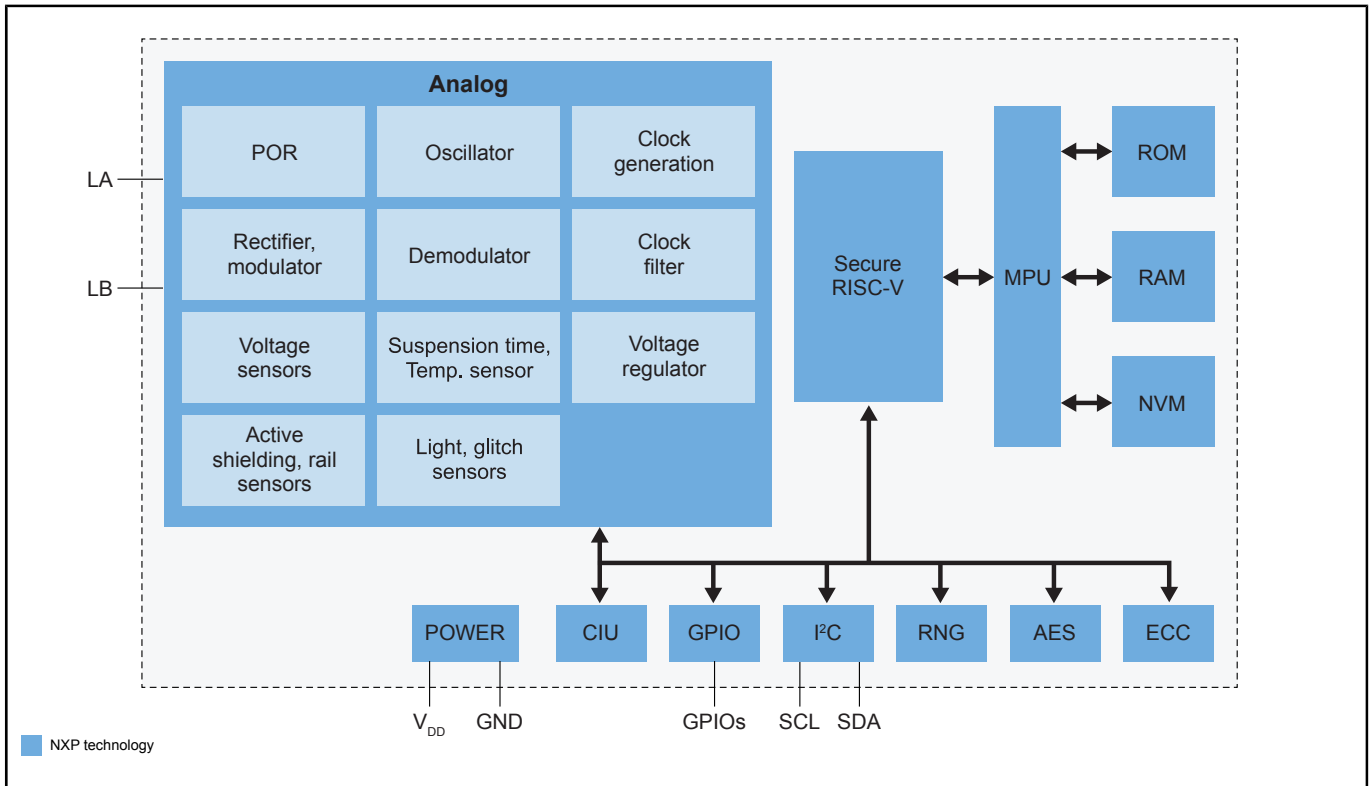 Analog
POR
Oscillator
Clock
generation
Rectifier,
modulator
Demodulator
Clock
filter
Voltage
sensors
Suspension time,
Temp. sensor
Voltage
regulator
Active
shielding, rail
sensors
Light, glitch
sensors
LA
LB
Secure
RISC-V
MPU
ROM
RAM
NVM
POWER
CIU
GPIO
I²C
RNG
AES
ECC
V_DD
GND
GPIOs
SCL
SDA
NXP technology